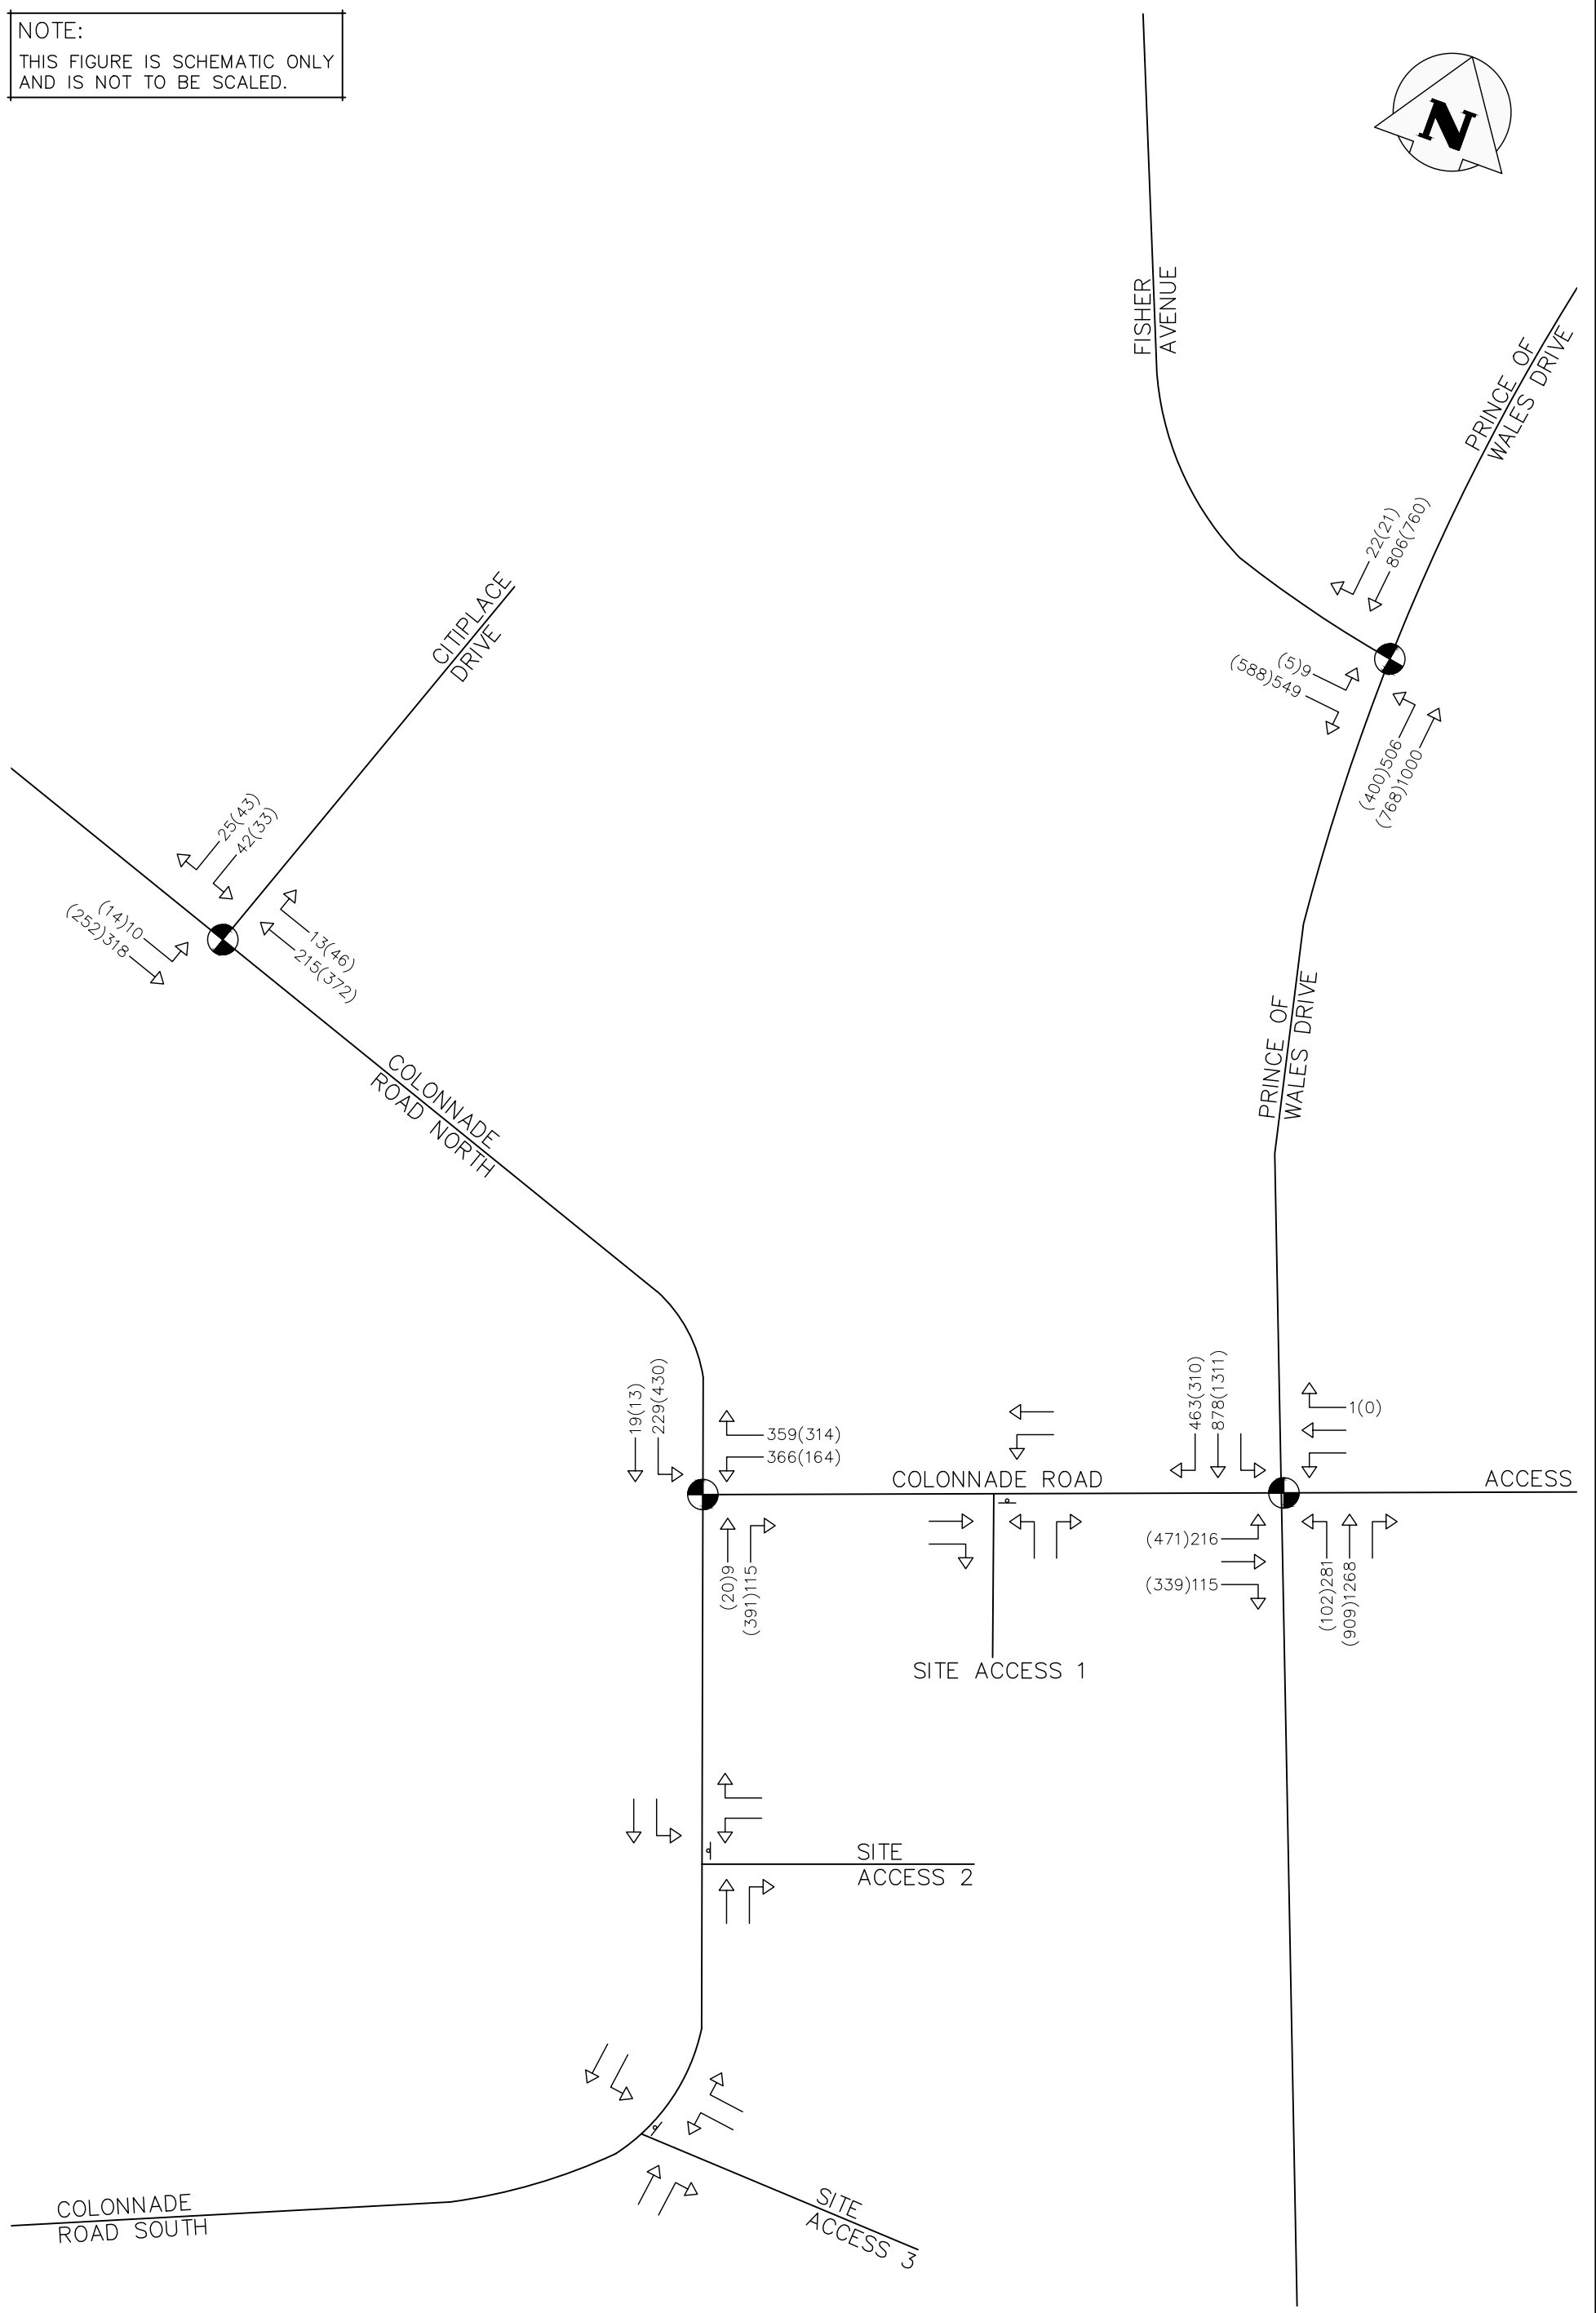 NOTE:
THIS FIGURE IS SCHEMATIC ONLY
AND IS NOT TO BE SCALED.
N
FISHER
AVENUE
PRINCE OF
WALES DRIVE
22(21)
806(760)
(5)9
(588)549
(400)506
(768)1000
CITIPLACE
DRIVE
25(43)
42(33)
(14)10
(252)318
13(46)
215(372)
COLONNADE
ROAD NORTH
PRINCE OF
WALES DRIVE
19(13)
229(430)
359(314)
366(164)
(20)9
(391)115
COLONNADE ROAD
463(310)
878(1311)
1(0)
ACCESS
(471)216
(339)115
(102)281
(909)1268
SITE ACCESS 1
SITE
ACCESS 2
SITE
ACCESS 3
COLONNADE
ROAD SOUTH